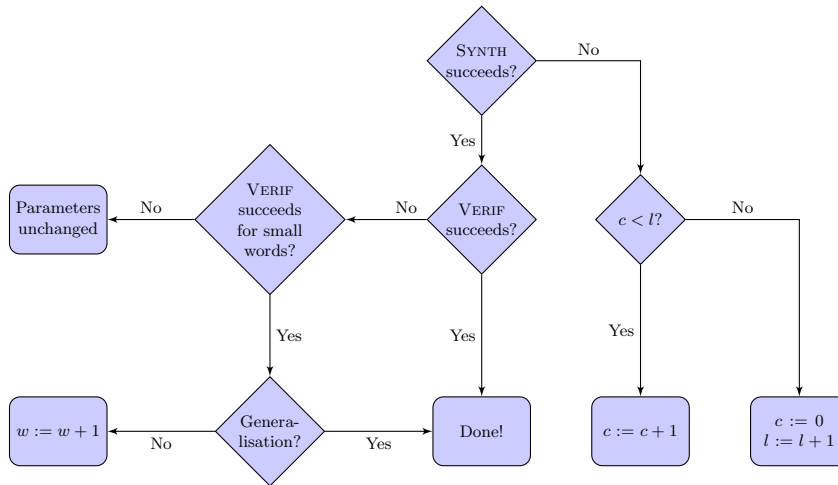 SYNTH
succeeds?
No
Yes
VERIF
succeeds
for small
words?
Parameters
unchanged
No
No
VERIF
succeeds?
c < l?
No
Yes
Yes
Yes
w := w + 1
No
Genera-
lisation?
Yes
Done!
c := c + 1
c := 0
l := l + 1